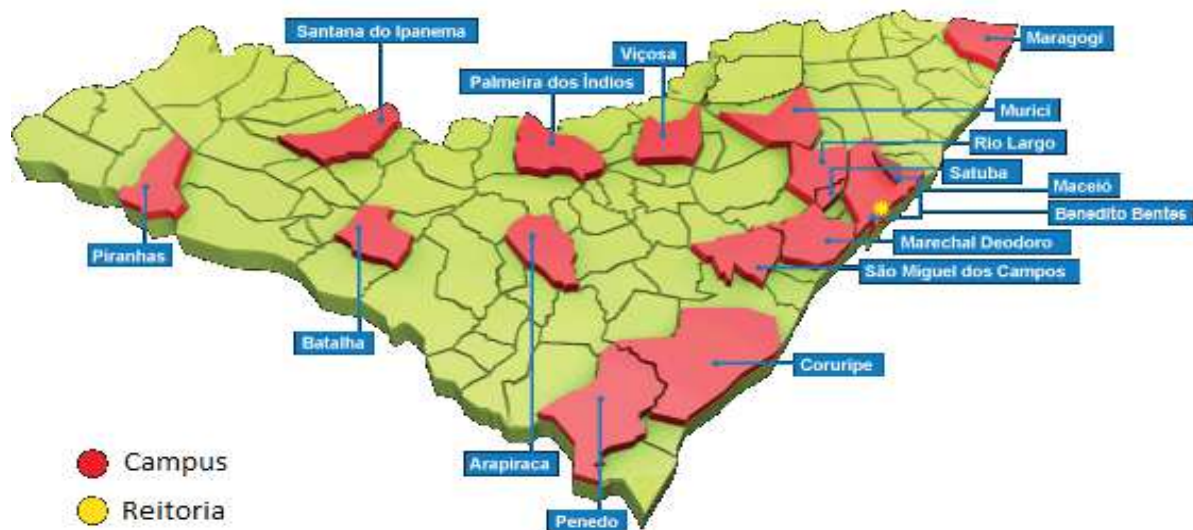 Santana do Ipanema
Viçosa
Maragogi
Palmeira dos Índios
Murici
Rio Largo
Satuba
Maceió
Benedito Bentes
Marechal Deodoro
Piranhas
São Miguel dos Campos
Batalha
Coruripe
Arapiraca
Campus
Reitoria
Penedo